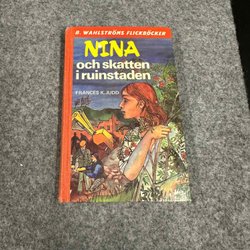 B. WAHLSTRÖMS FLICKBÖCKER
NINA
och skatten
i ruinstaden
FRANCES K. JUDD